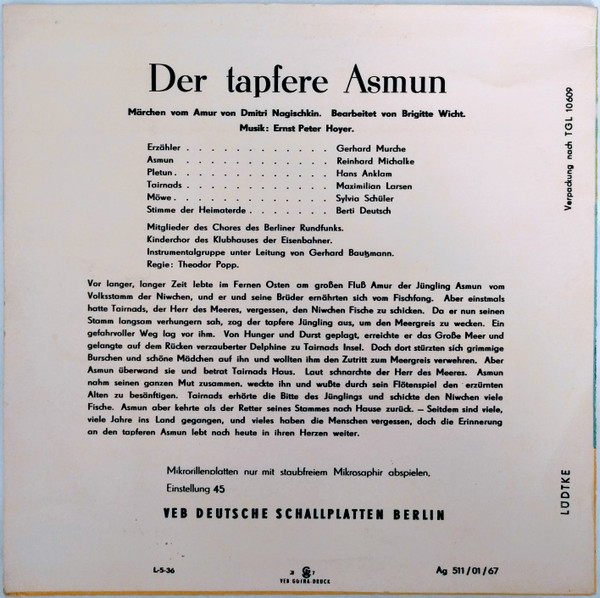 Der tapfere Asmun
Märchen vom Amur von Dmitri Nagischkin. Bearbeitet von Brigitte Wicht.
Musik: Ernst Peter Hoyer.
Erzähler . . . . . . . . . . . . Gerhard Murche
Asmun . . . . . . . . . . . . Reinhard Michalke
Pletun . . . . . . . . . . . . . Hans Anklam
Tairnads . . . . . . . . . . . . Maximilian Larsen
Möwe . . . . . . . . . . . . . Sylvia Schüler
Stimme der Heimaterde . . . . . . . Berti Deutsch
Mitglieder des Chores des Berliner Rundfunks.
Kinderchor des Klubhauses der Eisenbahner.
Instrumentalgruppe unter Leitung von Gerhard Bautzmann.
Regie: Theodor Popp.
Vor langer, langer Zeit lebte im Fernen Osten am großen Fluß Amur der Jüngling Asmun vom
Volksstamm der Niwchen, und er und seine Brüder ernährten sich vom Fischfang. Aber einstmals
hatte Tairnads, der Herr des Meeres, vergessen, den Niwchen Fische zu schicken. Da er nun seinen
Stamm langsam verhungern sah, zog der tapfere Jüngling aus, um den Meergreis zu wecken. Ein
gefahrvoller Weg lag vor ihm. Von Hunger und Durst geplagt, erreichte er das Große Meer und
gelangte auf dem Rücken verzauberter Delphine zu Tairnads Insel. Doch dort stürzten sich grimmige
Burschen und schöne Mädchen auf ihn und wollten ihm den Zutritt zum Meergreis verwehren. Aber
Asmun überwand sie und betrat Tairnads Haus. Laut schnarchte der Herr des Meeres. Asmun
nahm seinen ganzen Mut zusammen, weckte ihn und wußte durch sein Flötenspiel den erzürnten
Alten zu besänftigen. Tairnads erhörte die Bitte des Jünglings und schickte den Niwchen viele
Fische. Asmun aber kehrte als der Retter seines Stammes nach Hause zurück. – Seitdem sind viele,
viele Jahre ins Land gegangen, und vieles haben die Menschen vergessen, doch die Erinnerung
an den tapferen Asmun lebt noch heute in ihren Herzen weiter.
Mikrorillenplatten nur mit staubfreiem Mikrosaphir abspielen,
Einstellung 45
VEB DEUTSCHE SCHALLPLATTEN BERLIN
L-5-36
VEB GOTHA-DRUCK
Ag 511/01/67
Verpackung nach TGL 10609
LÜDTKE